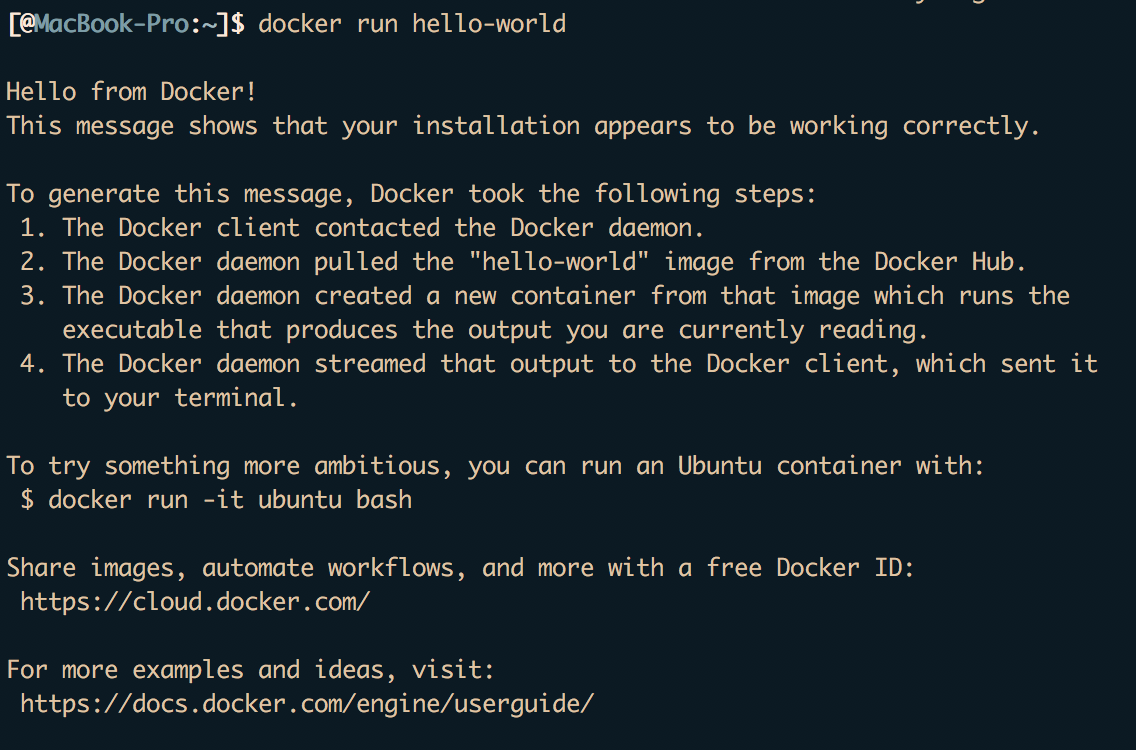 [@MacBook-Pro:~]$ docker run hello-world
Hello from Docker!
This message shows that your installation appears to be working correctly.
To generate this message, Docker took the following steps:
1. The Docker client contacted the Docker daemon.
2. The Docker daemon pulled the "hello-world" image from the Docker Hub.
3. The Docker daemon created a new container from that image which runs the
executable that produces the output you are currently reading.
4. The Docker daemon streamed that output to the Docker client, which sent it
to your terminal.
To try something more ambitious, you can run an Ubuntu container with:
$ docker run -it ubuntu bash
Share images, automate workflows, and more with a free Docker ID:
https://cloud.docker.com/
For more examples and ideas, visit:
https://docs.docker.com/engine/userguide/